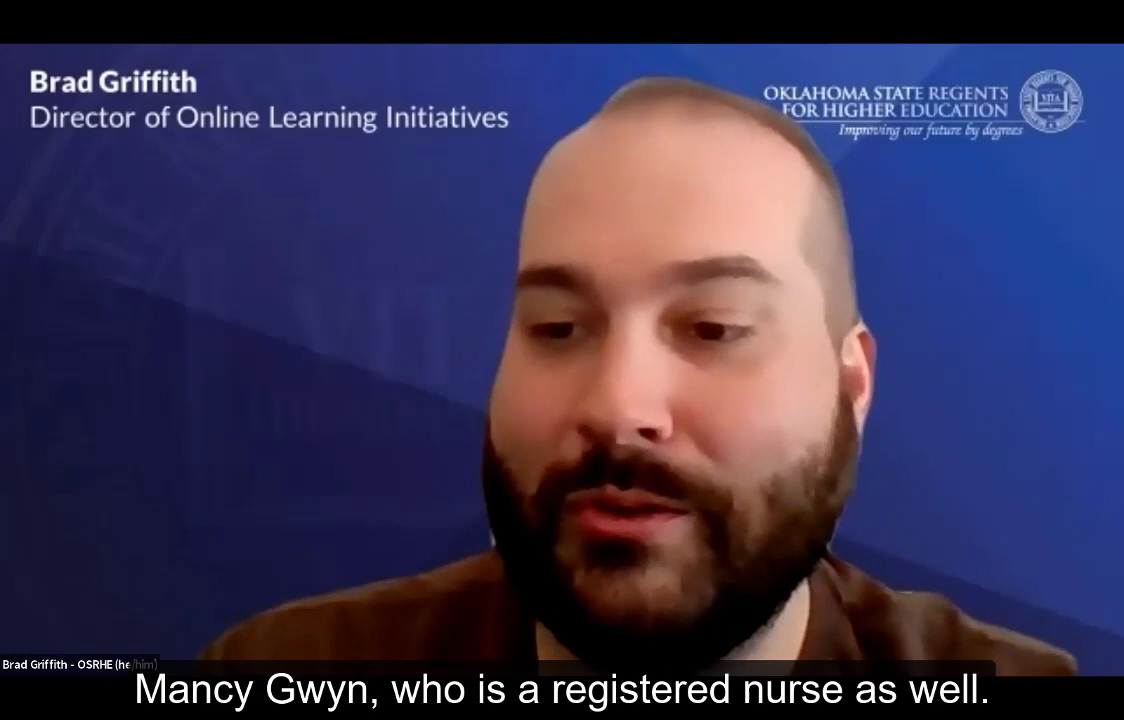 Brad Griffith
Director of Online Learning Initiatives
OKLAHOMA STATE REGENTS
FOR HIGHER EDUCATION
Improving our future by degrees
Brad Griffith - OSRHE (he/him)
Mancy Gwyn, who is a registered nurse as well.